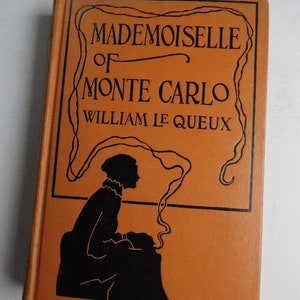 MADEMOISELLE
OF
MONTE CARLO
WILLIAM LE QUEUX